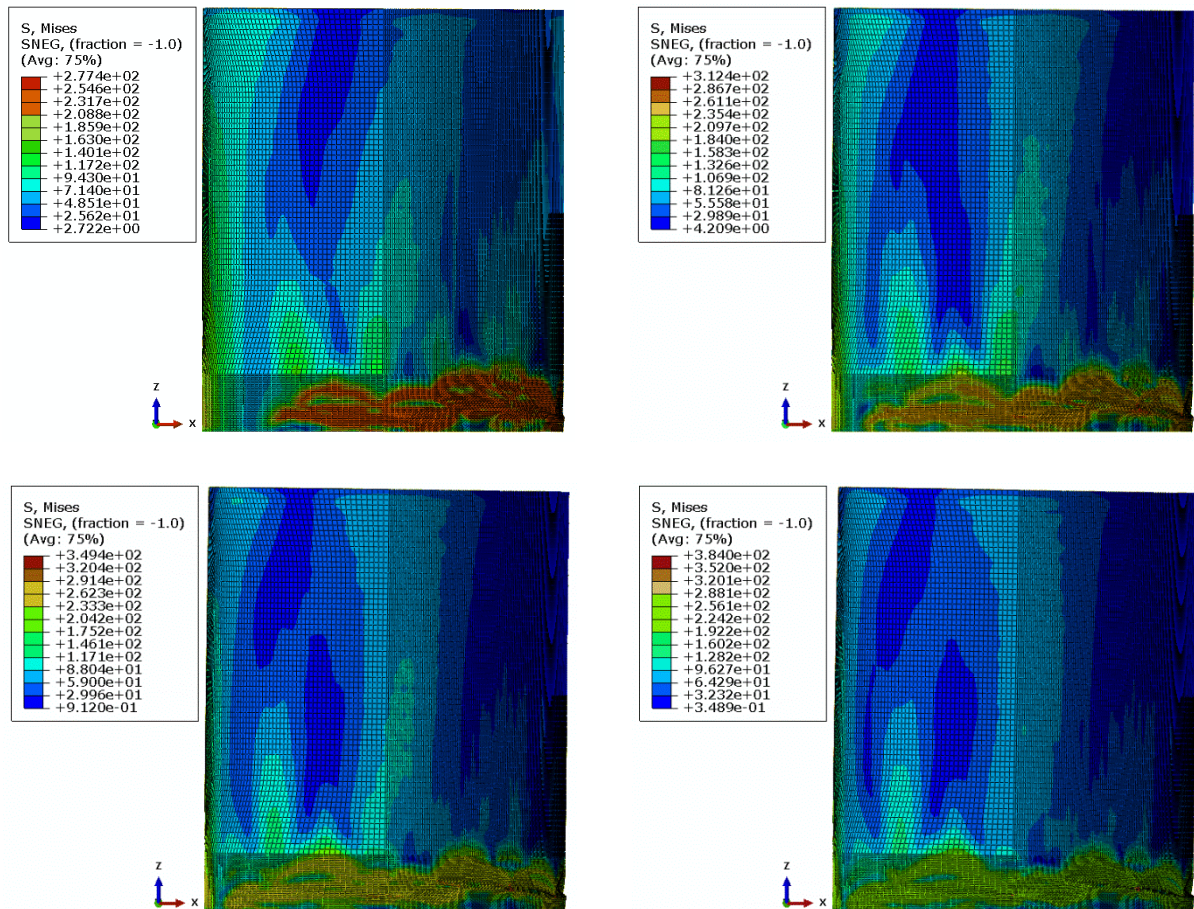 S, Mises
SNEG, (fraction = -1.0)
(Avg: 75%)
+2.774e+02
+2.546e+02
+2.317e+02
+2.088e+02
+1.859e+02
+1.630e+02
+1.401e+02
+1.172e+02
+9.430e+01
+7.140e+01
+4.851e+01
+2.562e+01
+2.722e+00
z
x
S, Mises
SNEG, (fraction = -1.0)
(Avg: 75%)
+3.124e+02
+2.867e+02
+2.611e+02
+2.354e+02
+2.097e+02
+1.840e+02
+1.583e+02
+1.326e+02
+1.069e+02
+8.126e+01
+5.558e+01
+2.989e+01
+4.209e+00
z
x
S, Mises
SNEG, (fraction = -1.0)
(Avg: 75%)
+3.494e+02
+3.204e+02
+2.914e+02
+2.623e+02
+2.333e+02
+2.042e+02
+1.752e+02
+1.461e+02
+1.171e+02
+8.804e+01
+5.900e+01
+2.996e+01
+9.120e-01
z
x
S, Mises
SNEG, (fraction = -1.0)
(Avg: 75%)
+3.840e+02
+3.520e+02
+3.201e+02
+2.881e+02
+2.561e+02
+2.242e+02
+1.922e+02
+1.602e+02
+1.282e+02
+9.627e+01
+6.429e+01
+3.232e+01
+3.489e-01
z
x